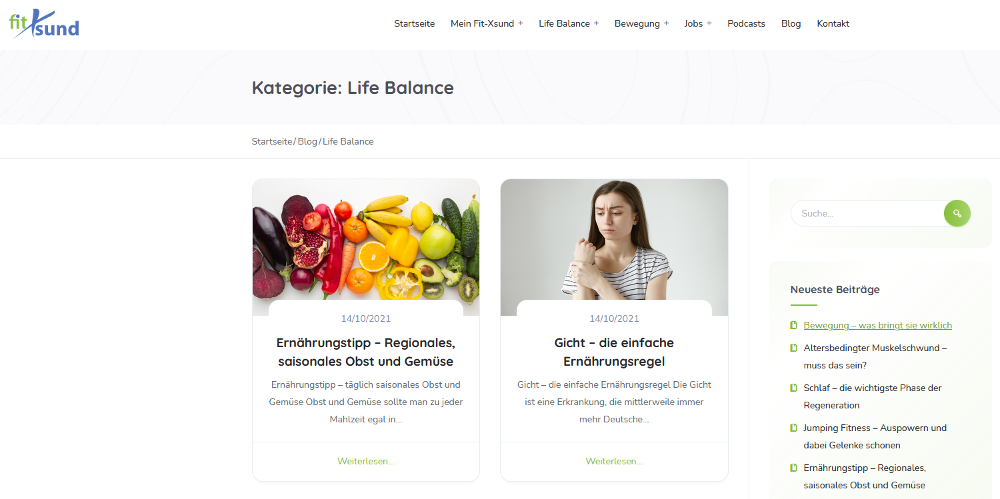 fit Xsund
Startseite Mein Fit-Xsund + Life Balance + Bewegung + Jobs + Podcasts Blog Kontakt
Kategorie: Life Balance
Startseite / Blog / Life Balance
14/10/2021
Ernährungstipp – Regionales,
saisonales Obst und Gemüse
Ernährungstipp – täglich saisonales Obst und
Gemüse Obst und Gemüse sollte man zu jeder
Mahlzeit egal in...
Weiterlesen...
14/10/2021
Gicht – die einfache
Ernährungsregel
Gicht – die einfache Ernährungsregel Die Gicht
ist eine Erkrankung, die mittlerweile immer
mehr Deutsche...
Weiterlesen...
Suche...
Neueste Beiträge
Bewegung – was bringt sie wirklich
Altersbedingter Muskelschwund –
muss das sein?
Schlaf – die wichtigste Phase der
Regeneration
Jumping Fitness – Auspowern und
dabei Gelenke schonen
Ernährungstipp – Regionales,
saisonales Obst und Gemüse